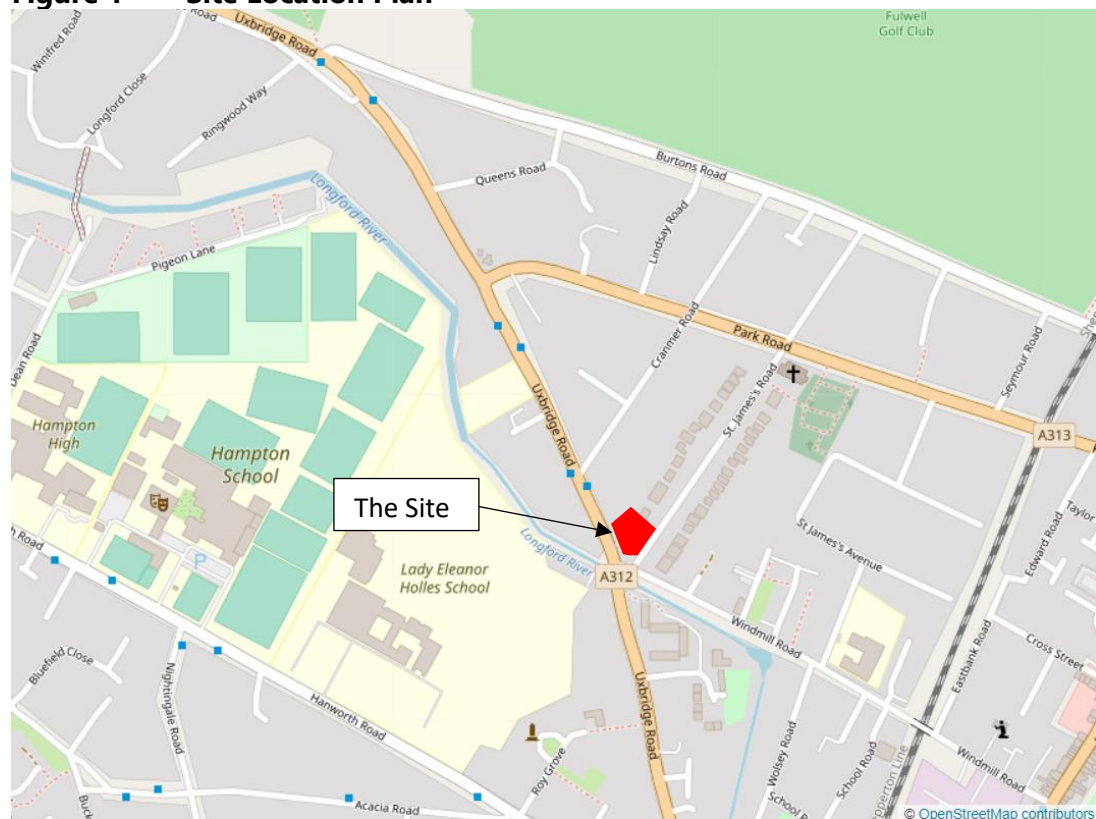 Figure 1 Site Location Plan
Fulwell
Golf Club
Uxbridge Road
Winifred Road
Longford Close
Ringwood Way
Burtons Road
Queens Road
Longford River
Lindsay Road
Pigeon Lane
Cranmer Road
Park Road
Seymour Road
Dean Road
St. James's Road
Uxbridge Road
A313
Hampton
High
Hampton
School
The Site
Taylor
St James's Avenue
Edward Road
Longford River
P
A312
Lady Eleanor
Holles School
Windmill Road
Eastbank Road
Cross Street
Bluefield Close
Nightingale Road
Hanworth Road
Uxbridge Road
Wolsey Road
School Road
Windmill Road
Roy Grove
Acacia Road
© OpenStreetMap contributors